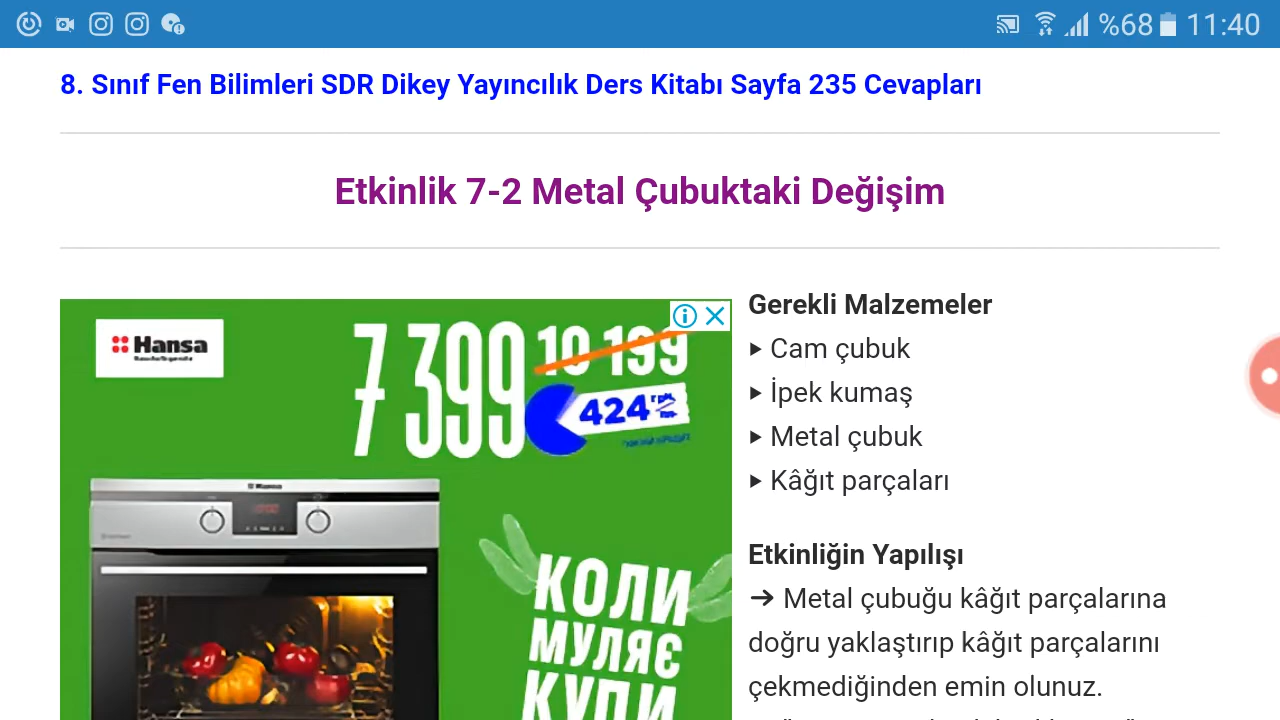 %68 11:40
8. Sınıf Fen Bilimleri SDR Dikey Yayıncılık Ders Kitabı Sayfa 235 Cevapları
Etkinlik 7-2 Metal Çubuktaki Değişim
Hansa
7 399
10 199
424 грн
КОЛИ
МУЛЯЄ
КУПИ
Gerekli Malzemeler
▸ Cam çubuk
▸ İpek kumaş
▸ Metal çubuk
▸ Kâğıt parçaları
Etkinliğin Yapılışı
→ Metal çubuğu kâğıt parçalarına
doğru yaklaştırıp kâğıt parçalarını
çekmediğinden emin olunuz.